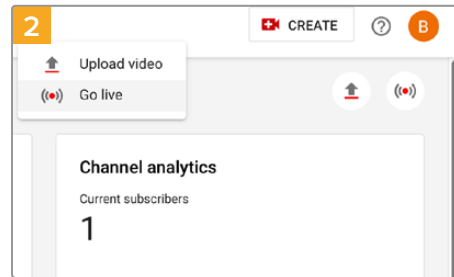 2
CREATE
B
Upload video
Go live
Channel analytics
Current subscribers
1